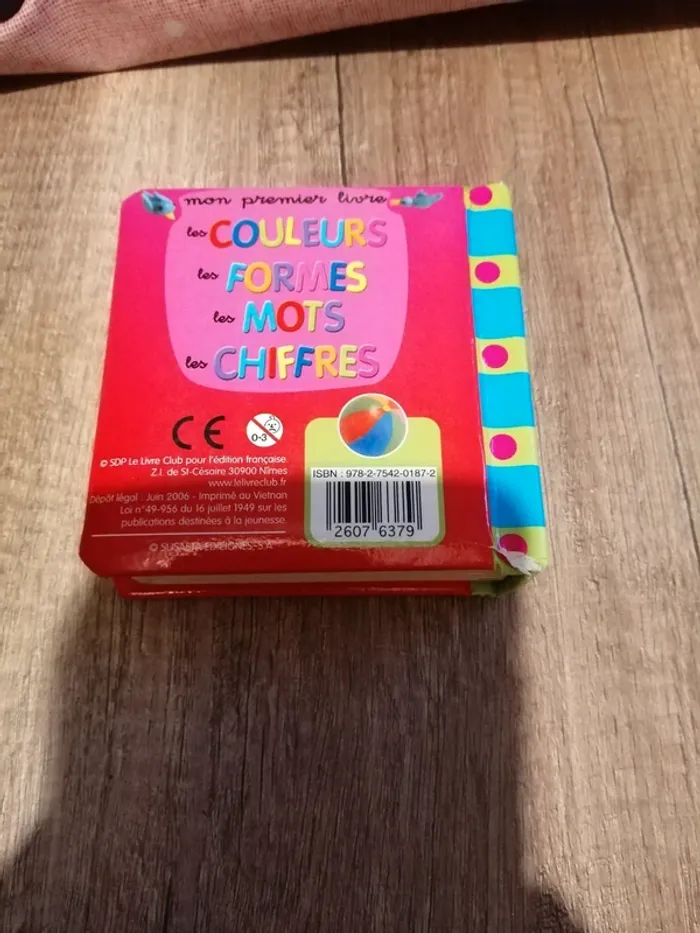 mon premier livre
les COULEURS
les FORMES
les MOTS
les CHIFFRES
CE
0-3
© SDP Le Livre Club pour l'édition française.
Z.I. de St-Césaire 30900 Nîmes
www.lelivreclub.fr
Dépôt légal : Juin 2006 - Imprimé au Vietnan
Loi n°49-956 du 16 juillet 1949 sur les
publications destinées à la jeunesse.
© SUSAETA EDICIONES, S.A.
ISBN : 978-2-7542-0187-2
2607 6379